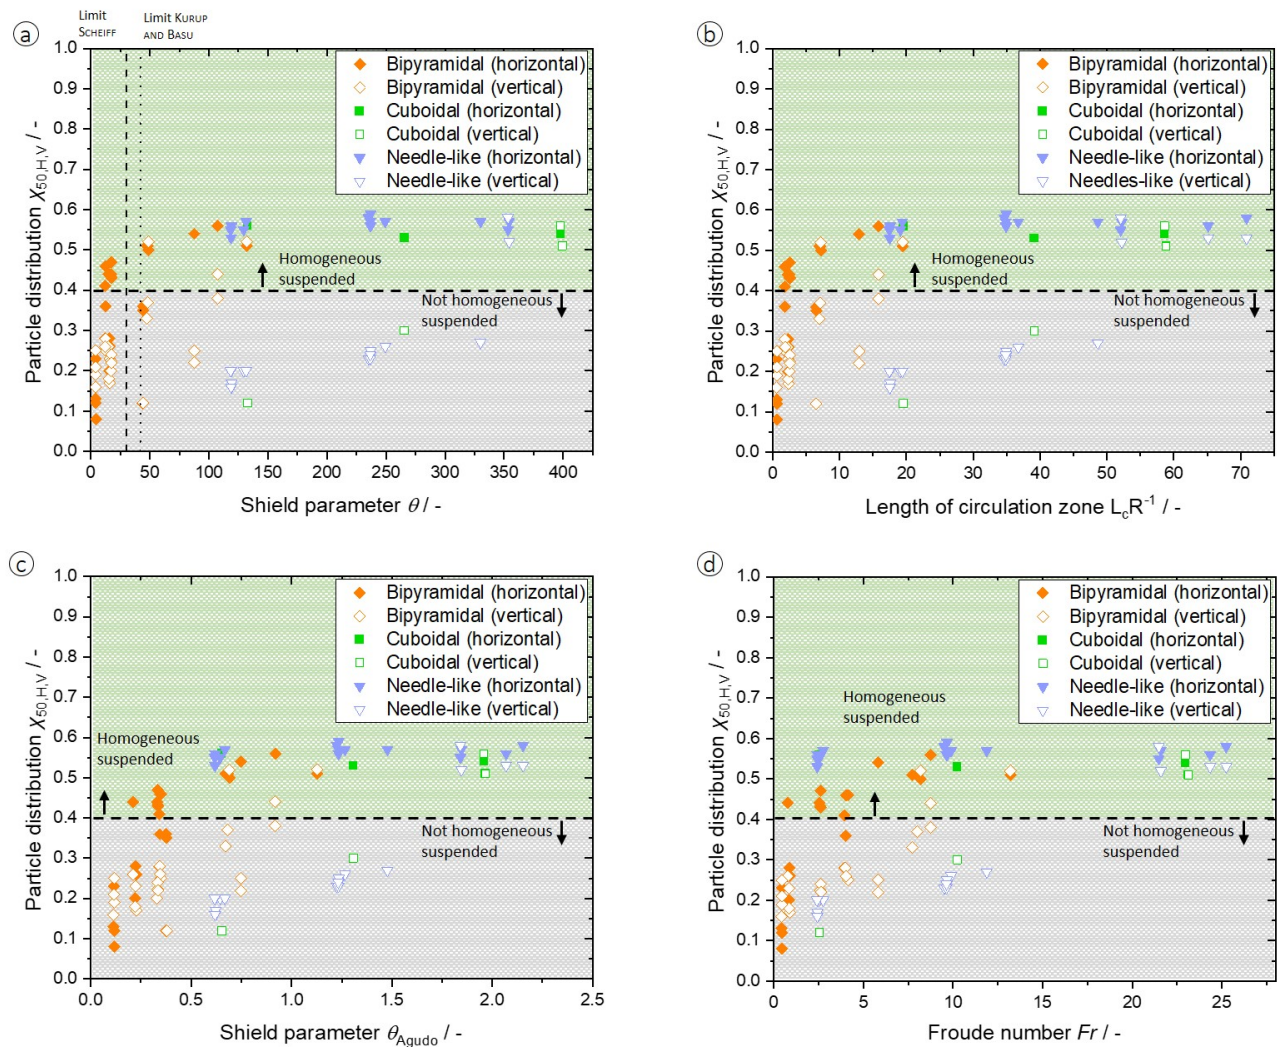 Limit
SCHEIFF
Limit KURUP
AND BASU
a
1.0
0.9
0.8
0.7
0.6
0.5
0.4
0.3
0.2
0.1
0.0
Particle distribution χ50,H,V / -
Bipyramidal (horizontal)
Bipyramidal (vertical)
Cuboidal (horizontal)
Cuboidal (vertical)
Needle-like (horizontal)
Needle-like (vertical)
Homogeneous
suspended
Not homogeneous
suspended
0 50 100 150 200 250 300 350 400
Shield parameter θ / -
b
1.0
0.9
0.8
0.7
0.6
0.5
0.4
0.3
0.2
0.1
0.0
Particle distribution χ50,H,V / -
Bipyramidal (horizontal)
Bipyramidal (vertical)
Cuboidal (horizontal)
Cuboidal (vertical)
Needle-like (horizontal)
Needles-like (vertical)
Homogeneous
suspended
Not homogeneous
suspended
0 10 20 30 40 50 60 70
Length of circulation zone LcR-1 / -
c
1.0
0.9
0.8
0.7
0.6
0.5
0.4
0.3
0.2
0.1
0.0
Particle distribution χ50,H,V / -
Bipyramidal (horizontal)
Bipyramidal (vertical)
Cuboidal (horizontal)
Cuboidal (vertical)
Needle-like (horizontal)
Needle-like (vertical)
Homogeneous
suspended
Not homogeneous
suspended
0.0 0.5 1.0 1.5 2.0 2.5
Shield parameter θAgudo / -
d
1.0
0.9
0.8
0.7
0.6
0.5
0.4
0.3
0.2
0.1
0.0
Particle distribution χ50,H,V / -
Bipyramidal (horizontal)
Bipyramidal (vertical)
Cuboidal (horizontal)
Cuboidal (vertical)
Needle-like (horizontal)
Needle-like (vertical)
Homogeneous
suspended
Not homogeneous
suspended
0 5 10 15 20 25
Froude number Fr / -